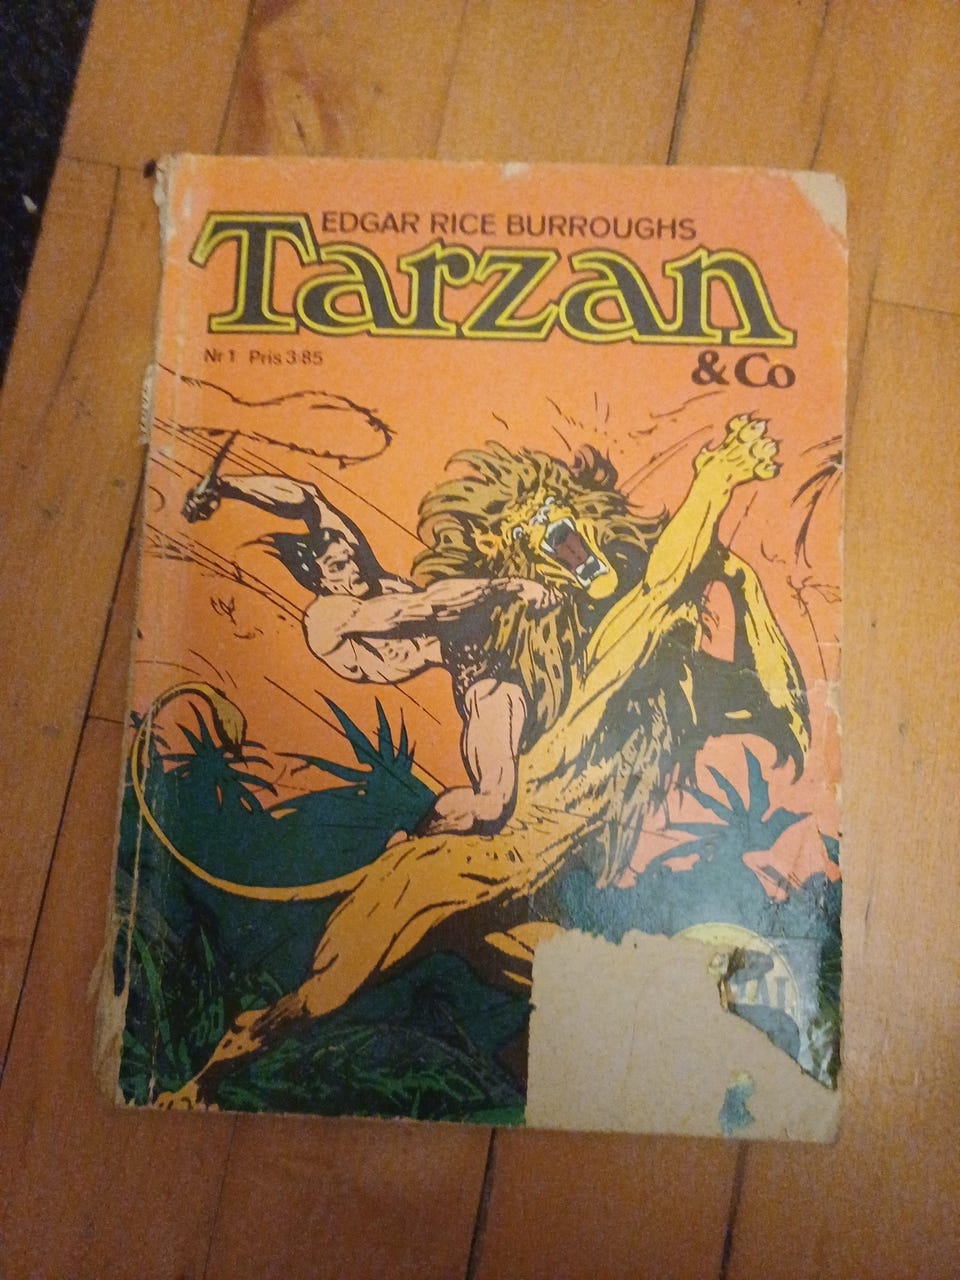 EDGAR RICE BURROUGHS
Tarzan
& Co
Nr 1 Pris 3·85